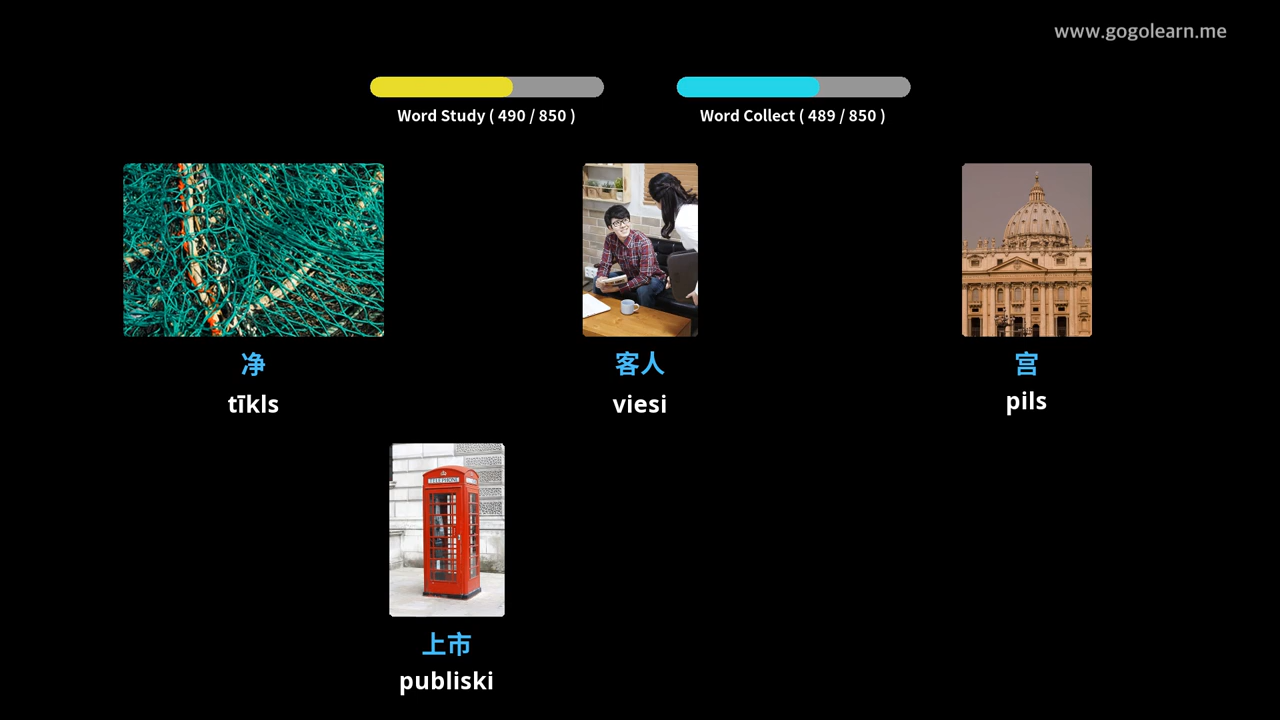 www.gogolearn.me
Word Study ( 490 / 850 )
Word Collect ( 489 / 850 )
净
tīkls
客人
viesi
宫
pils
TELEPHONE
上市
publiski